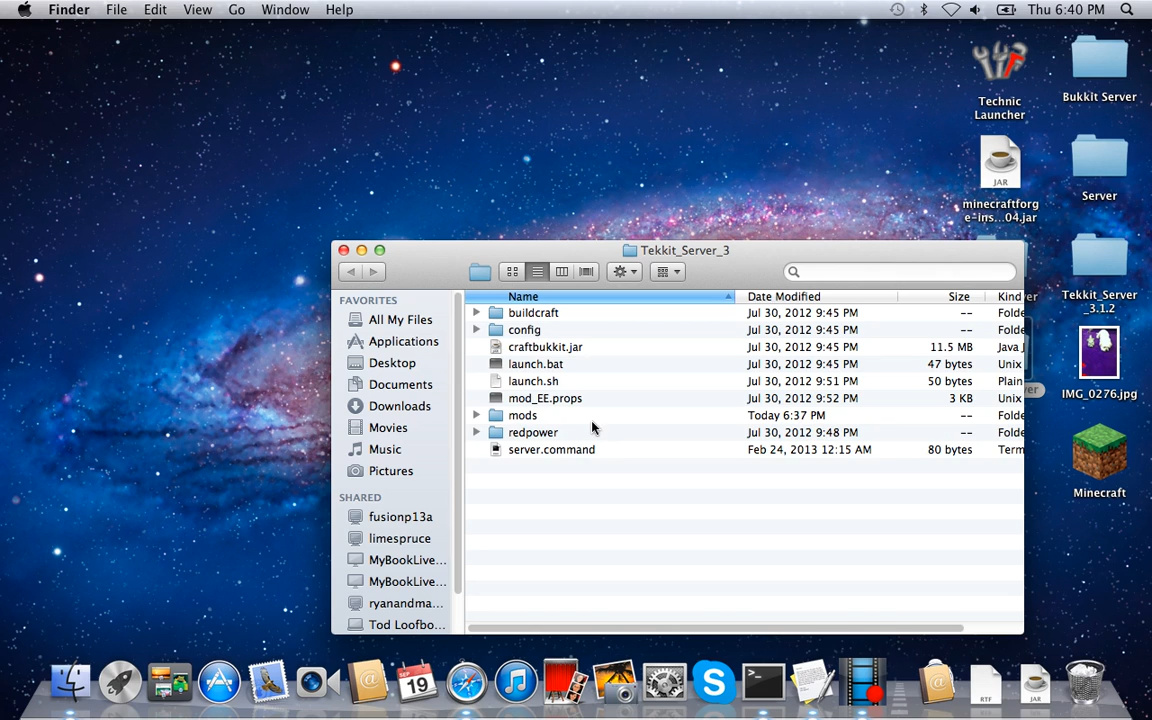 Finder File Edit View Go Window Help Thu 6:40 PM
Technic Launcher
Bukkit Server
JAR
minecraftforge-ins...04.jar
Server
Tekkit_Server_3.1.2
IMG_0276.jpg
Minecraft
Tekkit_Server_3
FAVORITES
All My Files
Applications
Desktop
Documents
Downloads
Movies
Music
Pictures
SHARED
fusionp13a
limespruce
MyBookLive...
MyBookLive...
ryanandma...
Tod Loofbo...
Name Date Modified Size Kind
buildcraft Jul 30, 2012 9:45 PM -- Folde
config Jul 30, 2012 9:45 PM -- Folde
craftbukkit.jar Jul 30, 2012 9:45 PM 11.5 MB Java J
launch.bat Jul 30, 2012 9:45 PM 47 bytes Unix
launch.sh Jul 30, 2012 9:51 PM 50 bytes Plain
mod_EE.props Jul 30, 2012 9:52 PM 3 KB Unix
mods Today 6:37 PM -- Folde
redpower Jul 30, 2012 9:48 PM -- Folde
server.command Feb 24, 2013 12:15 AM 80 bytes Term
SEP
19
RTF
JAR